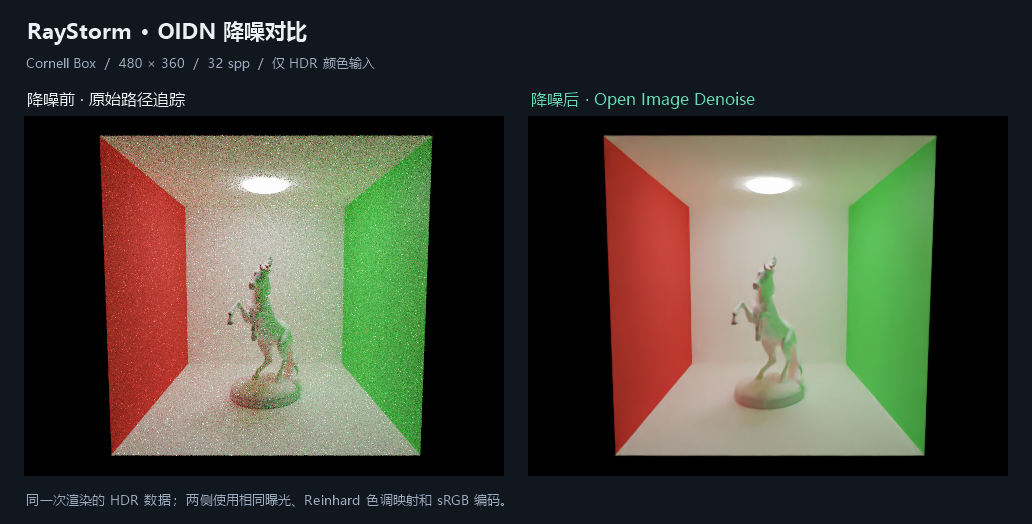 RayStorm • OIDN 降噪对比
Cornell Box / 480 × 360 / 32 spp / 仅 HDR 颜色输入
降噪前 · 原始路径追踪
降噪后 · Open Image Denoise
同一次渲染的 HDR 数据；两侧使用相同曝光、Reinhard 色调映射和 sRGB 编码。